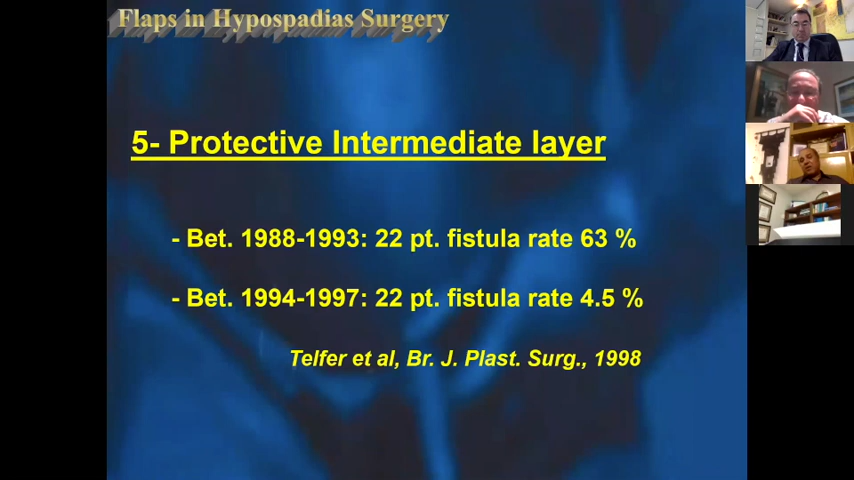 Flaps in Hypospadias Surgery
5- Protective Intermediate layer
- Bet. 1988-1993: 22 pt. fistula rate 63 %
- Bet. 1994-1997: 22 pt. fistula rate 4.5 %
Telfer et al, Br. J. Plast. Surg., 1998